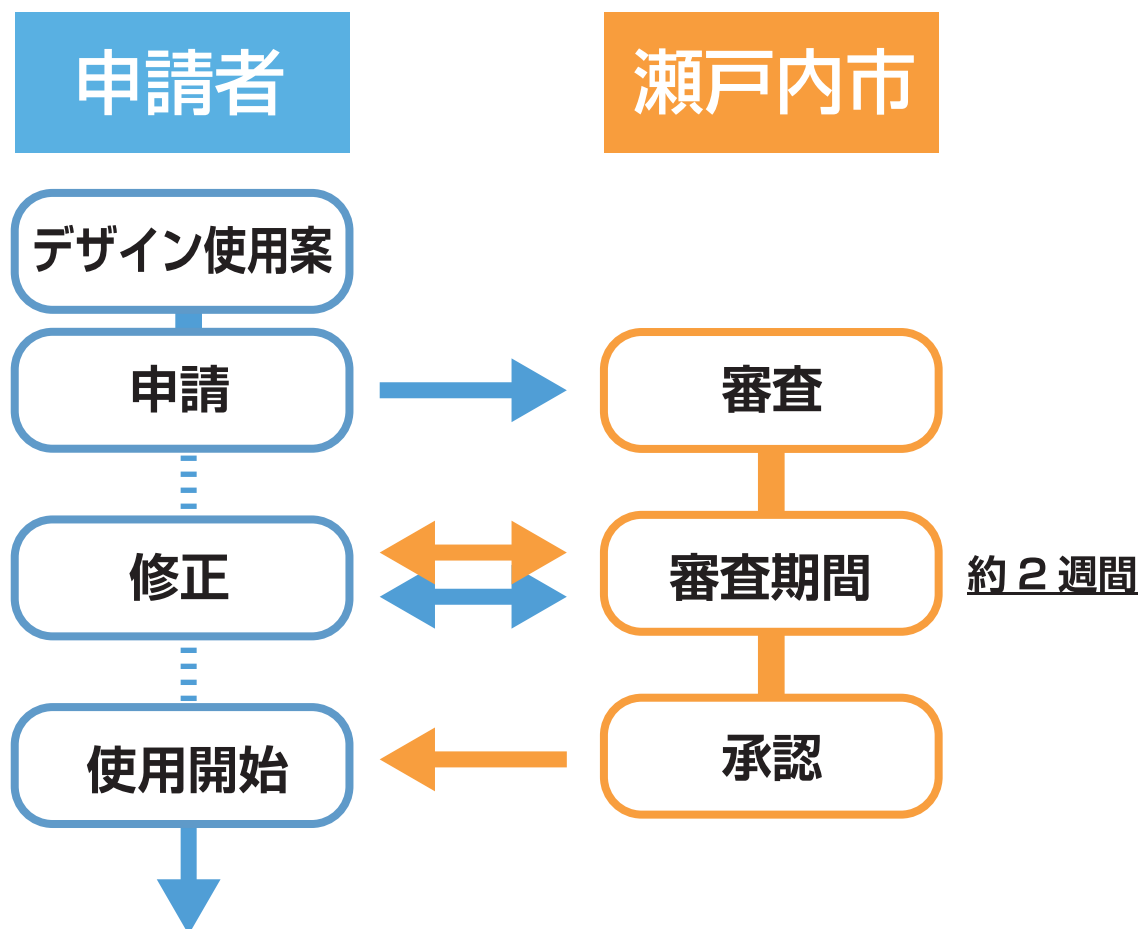 申請者
瀬戸内市
デザイン使用案
申請
審査
修正
審査期間
約２週間
使用開始
承認